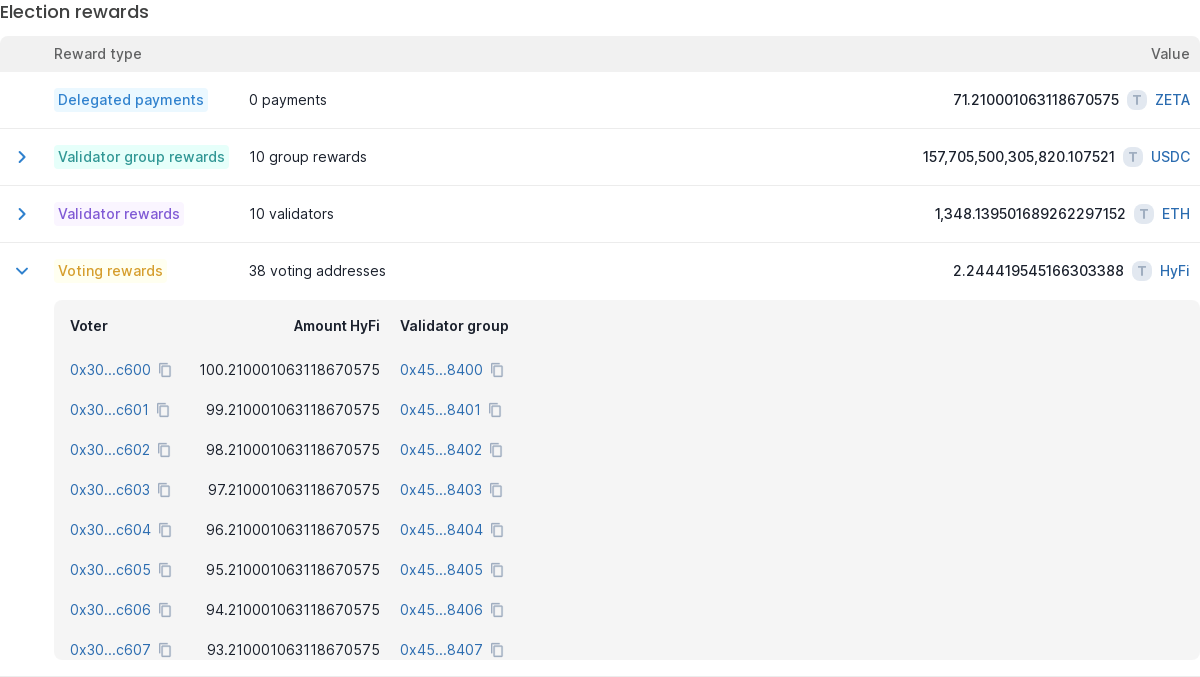 Election rewards
Reward type Value
Delegated payments 0 payments 71.210001063118670575 T ZETA
Validator group rewards 10 group rewards 157,705,500,305,820.107521 T USDC
Validator rewards 10 validators 1,348.139501689262297152 T ETH
Voting rewards 38 voting addresses 2.244419545166303388 T HyFi
Voter Amount HyFi Validator group
0x30...c600 100.210001063118670575 0x45...8400
0x30...c601 99.210001063118670575 0x45...8401
0x30...c602 98.210001063118670575 0x45...8402
0x30...c603 97.210001063118670575 0x45...8403
0x30...c604 96.210001063118670575 0x45...8404
0x30...c605 95.210001063118670575 0x45...8405
0x30...c606 94.210001063118670575 0x45...8406
0x30...c607 93.210001063118670575 0x45...8407